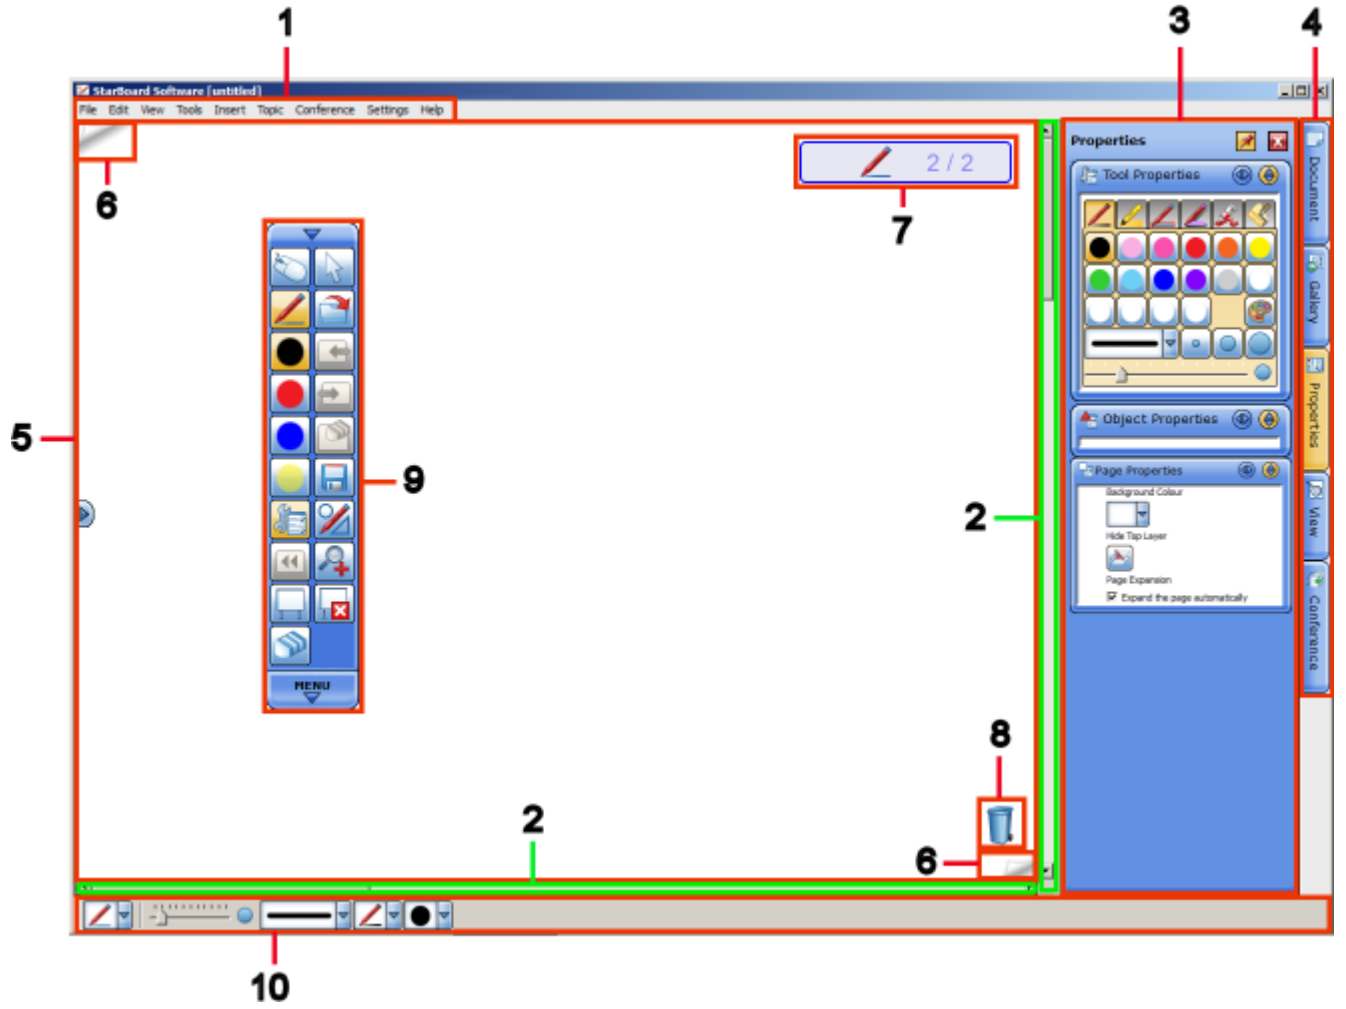 1
3
4
StarBoard Software [untitled]
File Edit View Tools Insert Topic Conference Settings Help
6
2 / 2
7
Properties
Tool Properties
Object Properties
Page Properties
Background Colour
Hide Top Layer
Page Expansion
Expand the page automatically
Document
Gallery
Properties
View
Conference
5
9
2
MENU
8
2
6
10